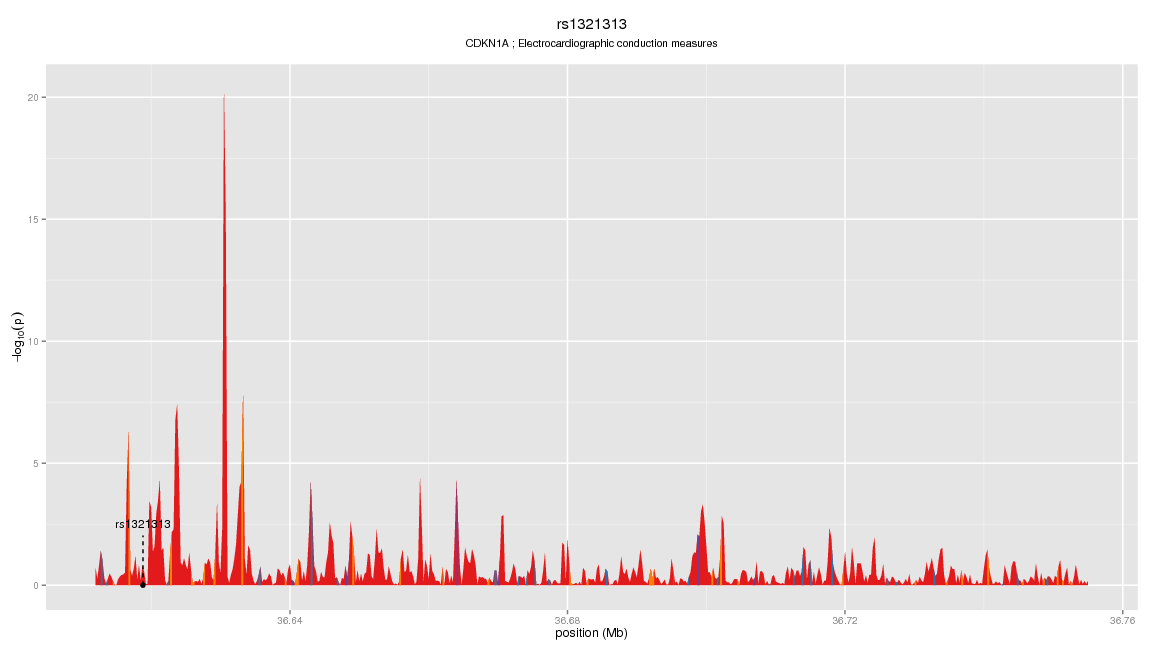 rs1321313
CDKN1A ; Electrocardiographic conduction measures
20
15
10
5
0
−log10(p)
rs1321313
36.64
36.68
36.72
36.76
position (Mb)